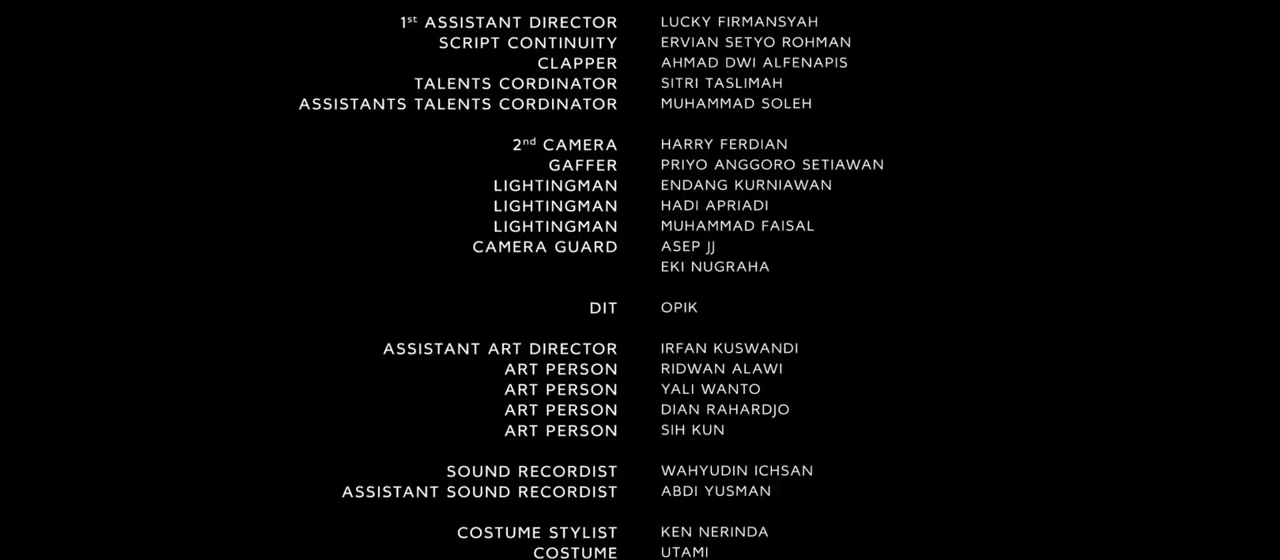 1st ASSISTANT DIRECTOR LUCKY FIRMANSYAH
SCRIPT CONTINUITY ERVIAN SETYO ROHMAN
CLAPPER AHMAD DWI ALFENAPIS
TALENTS CORDINATOR SITRI TASLIMAH
ASSISTANTS TALENTS CORDINATOR MUHAMMAD SOLEH
2nd CAMERA HARRY FERDIAN
GAFFER PRIYO ANGGORO SETIAWAN
LIGHTINGMAN ENDANG KURNIAWAN
LIGHTINGMAN HADI APRIADI
LIGHTINGMAN MUHAMMAD FAISAL
CAMERA GUARD ASEP JJ
EKI NUGRAHA
DIT OPIK
ASSISTANT ART DIRECTOR IRFAN KUSWANDI
ART PERSON RIDWAN ALAWI
ART PERSON YALI WANTO
ART PERSON DIAN RAHARDJO
ART PERSON SIH KUN
SOUND RECORDIST WAHYUDIN ICHSAN
ASSISTANT SOUND RECORDIST ABDI YUSMAN
COSTUME STYLIST KEN NERINDA
COSTUME UTAMI